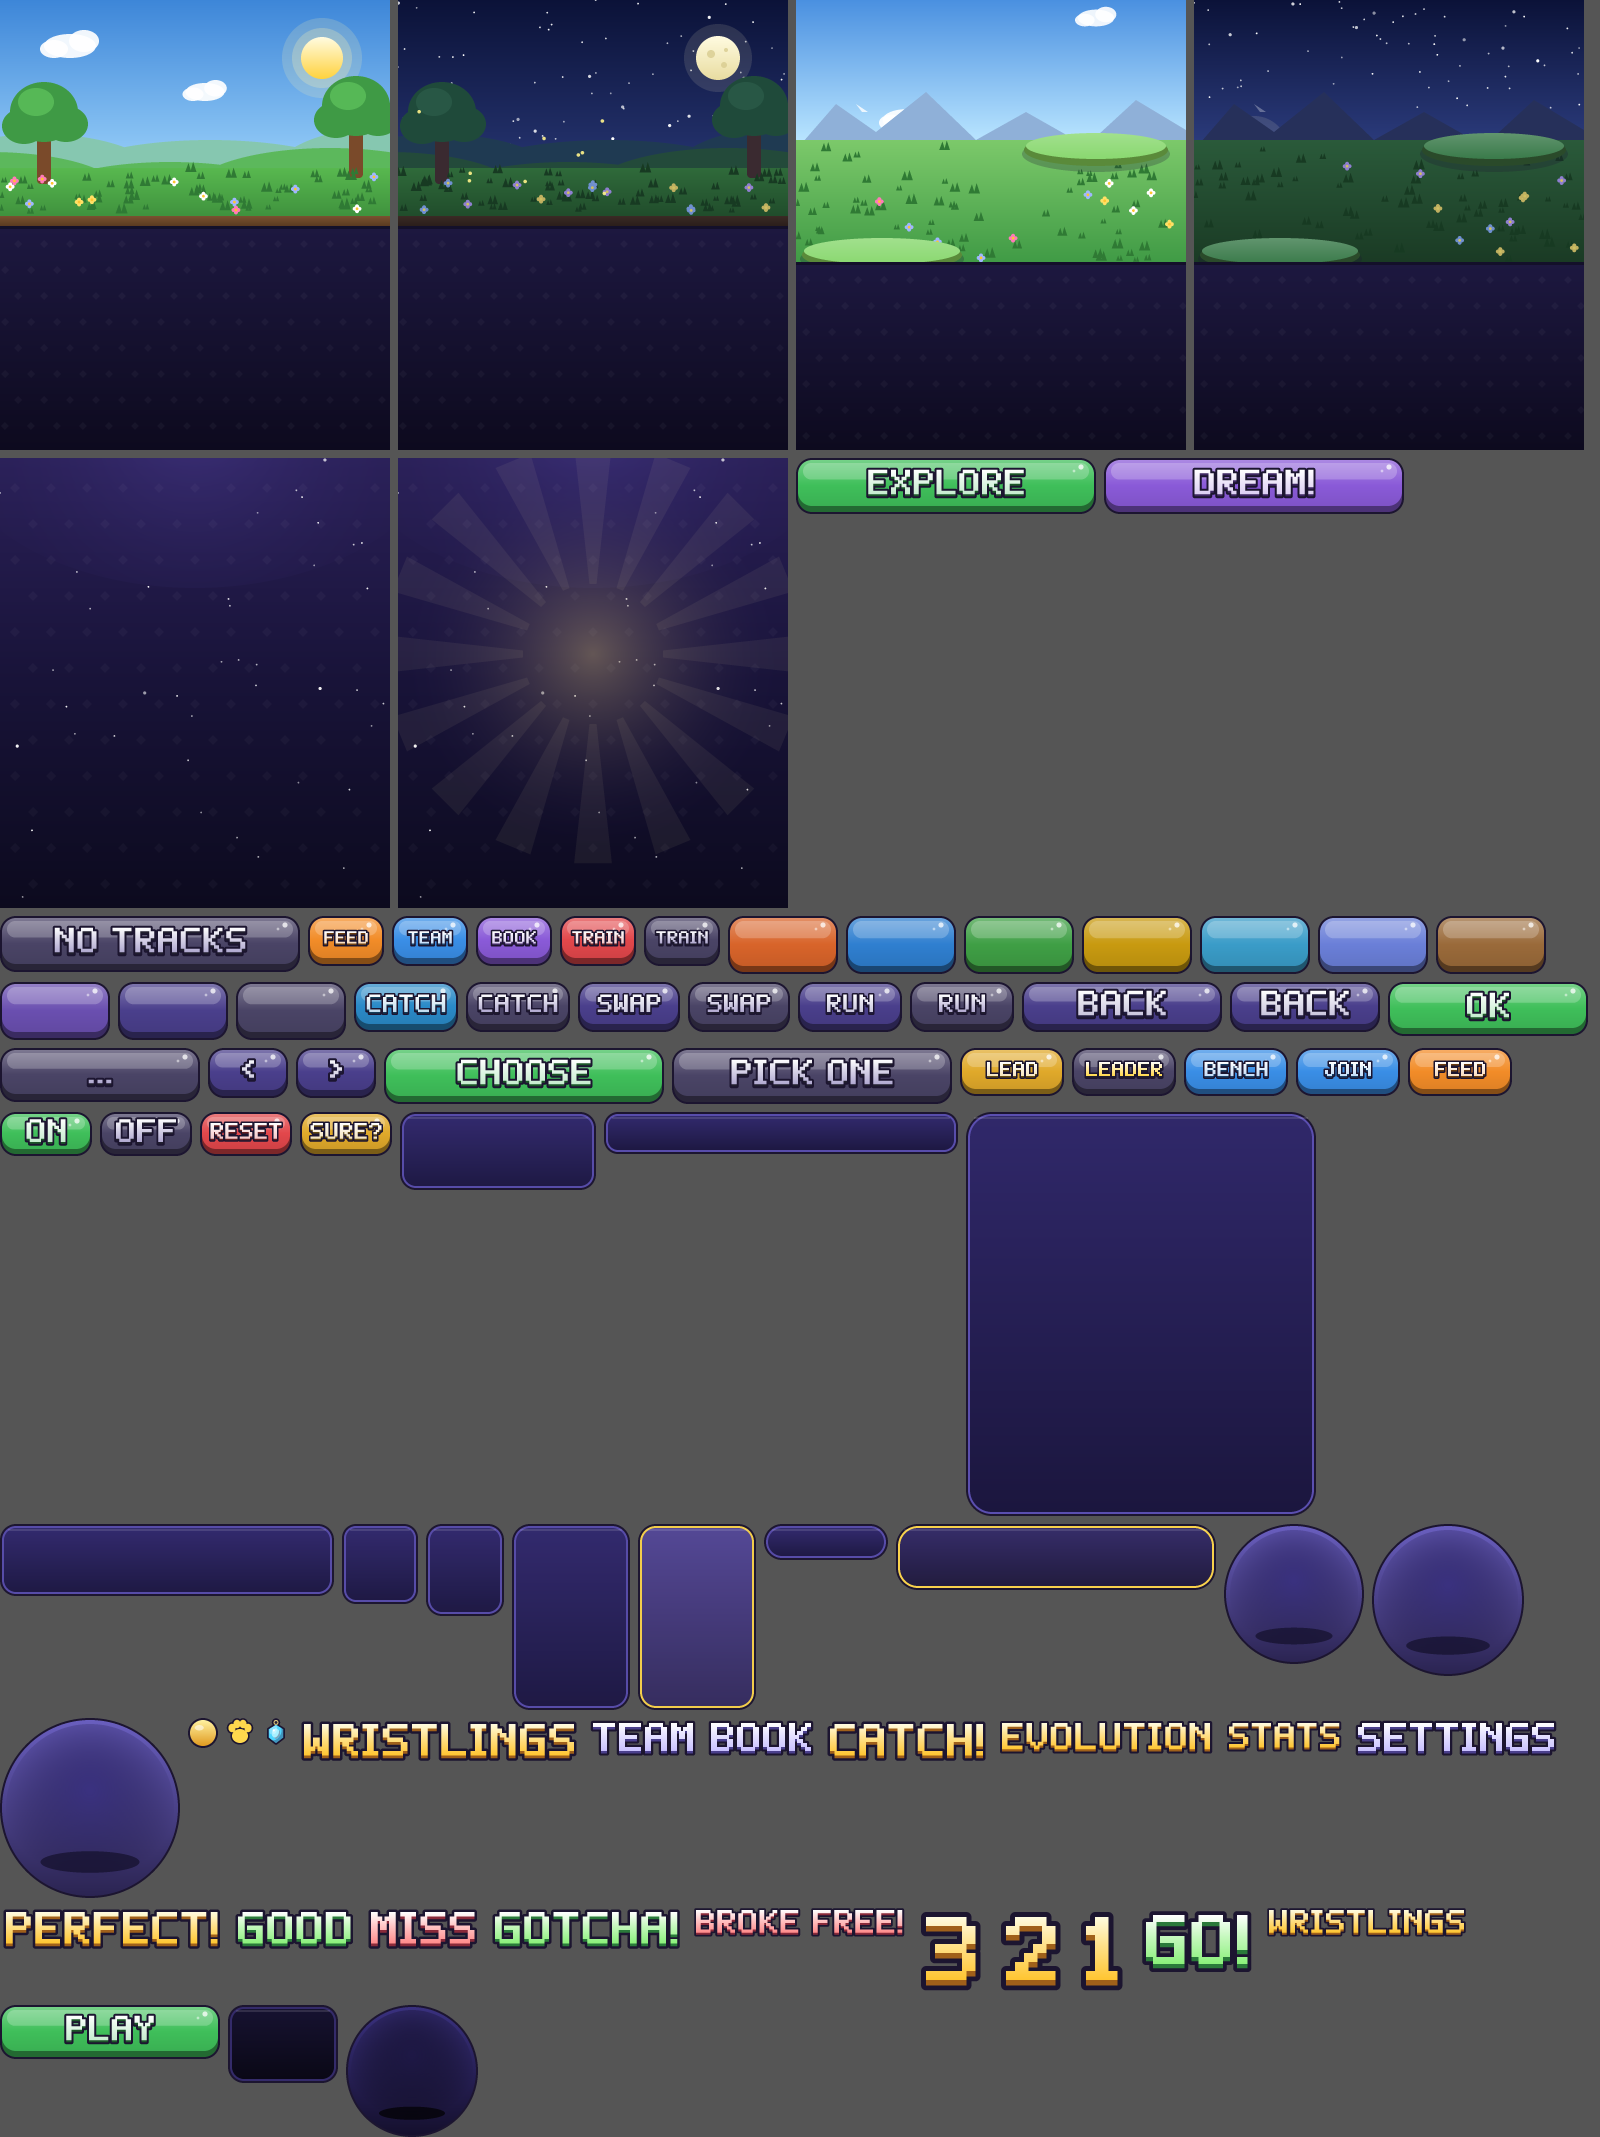 EXPLORE DREAM!
NO TRACKS FEED TEAM BOOK TRAIN TRAIN
CATCH CATCH SWAP SWAP RUN RUN BACK BACK OK
... < > CHOOSE PICK ONE LEAD LEADER BENCH JOIN FEED
ON OFF RESET SURE?
WRISTLINGS TEAM BOOK CATCH! EVOLUTION STATS SETTINGS
PERFECT! GOOD MISS GOTCHA! BROKE FREE! 3 2 1 GO! WRISTLINGS
PLAY